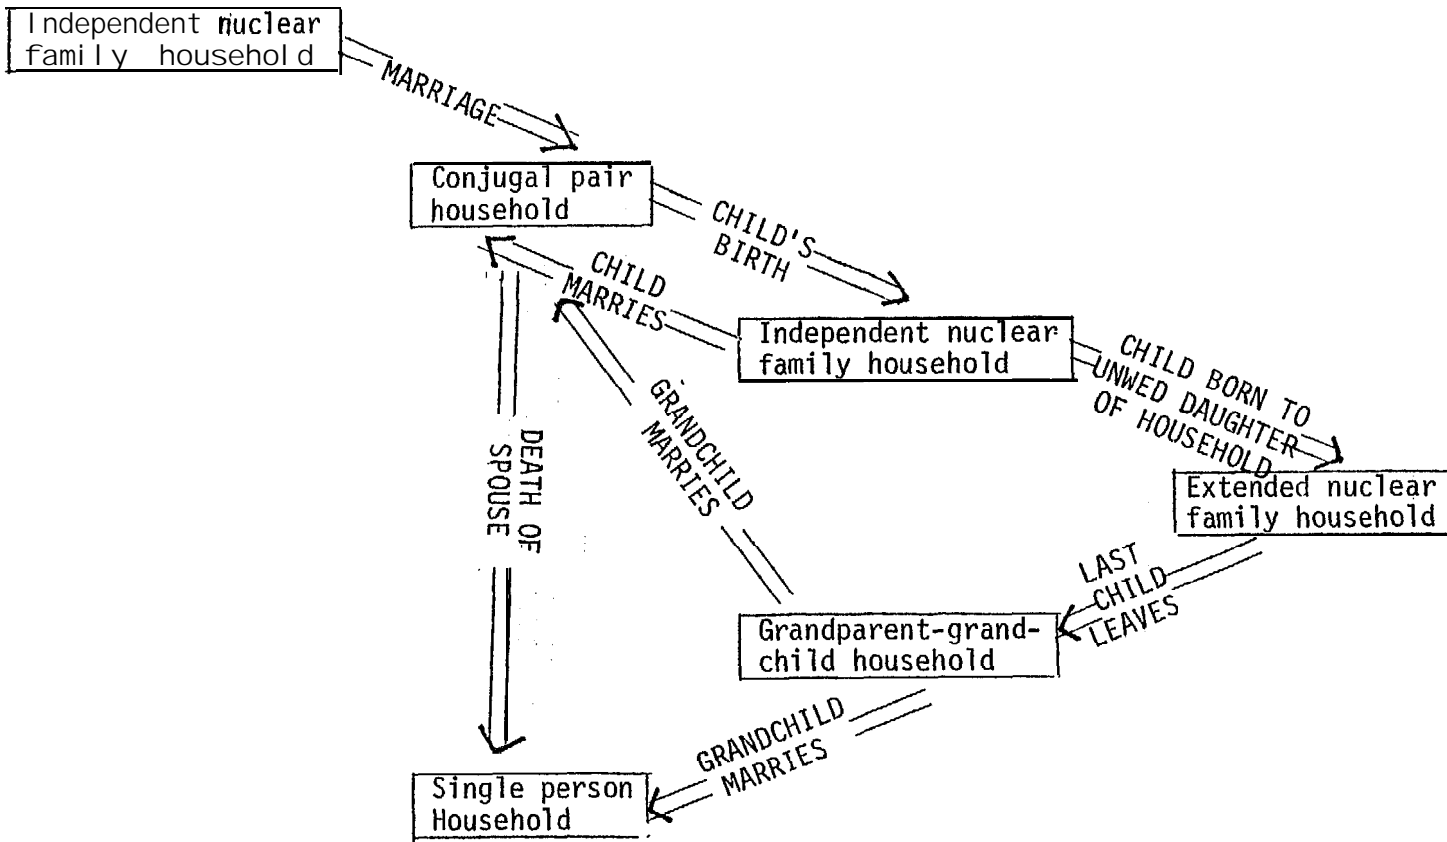 Independent nuclear
family household
MARRIAGE
Conjugal pair
household
CHILD'S
BIRTH
CHILD
MARRIES
Independent nuclear
family household
CHILD BORN TO
UNWED DAUGHTER
OF HOUSEHOLD
GRANDCHILD
MARRIES
DEATH OF
SPOUSE
Extended nuclear
family household
LAST
CHILD
LEAVES
Grandparent-grand-
child household
GRANDCHILD
MARRIES
Single person
Household